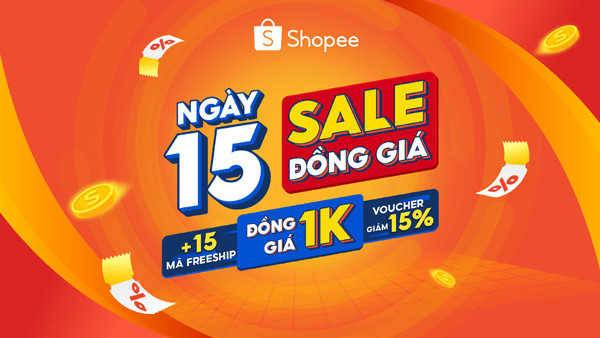 S Shopee
NGÀY
15
SALE
ĐỒNG GIÁ
+15
MÃ FREESHIP
ĐỒNG
GIÁ
1K
VOUCHER
GIẢM 15%
%
%
%
S
S
S